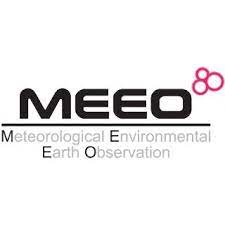 MEEO
Meteorological Environmental
Earth Observation